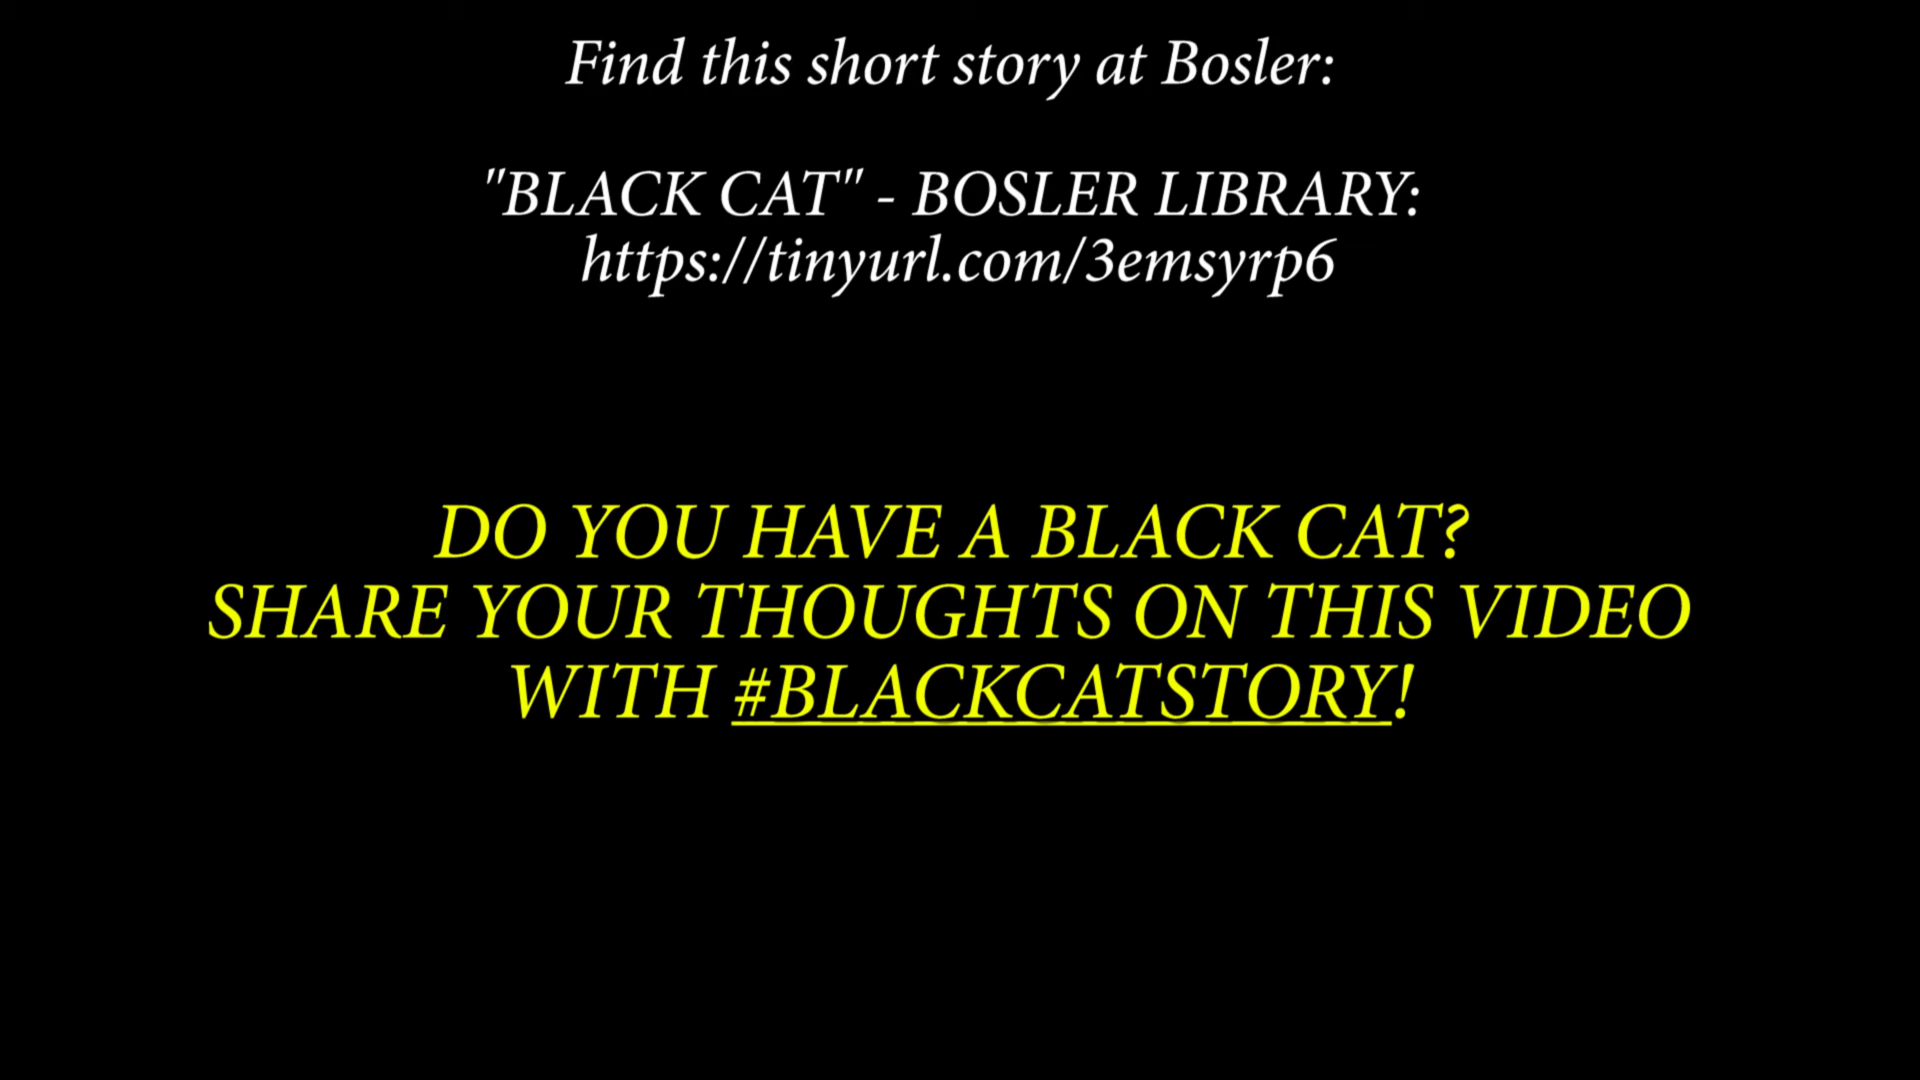 Find this short story at Bosler:
"BLACK CAT" - BOSLER LIBRARY:
https://tinyurl.com/3emsyrp6
DO YOU HAVE A BLACK CAT?
SHARE YOUR THOUGHTS ON THIS VIDEO
WITH #BLACKCATSTORY!